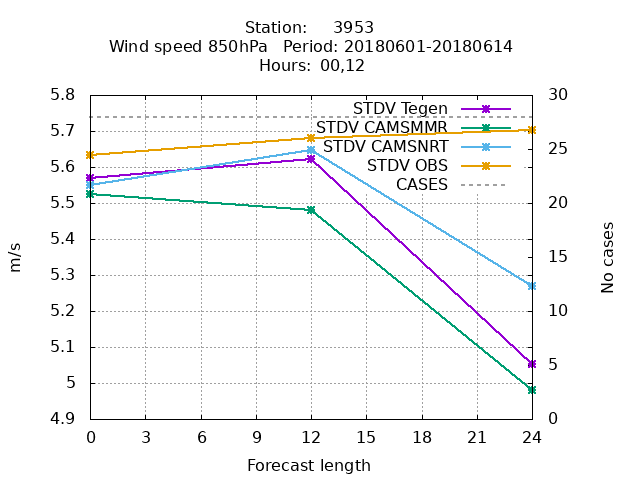 Station: 3953
Wind speed 850hPa Period: 20180601-20180614
Hours: 00,12
5.8
5.7
5.6
5.5
5.4
5.3
5.2
5.1
5
4.9
m/s
STDV Tegen
STDV CAMSMMR
STDV CAMSNRT
STDV OBS
CASES
30
25
20
15
10
5
0
No cases
0 3 6 9 12 15 18 21 24
Forecast length